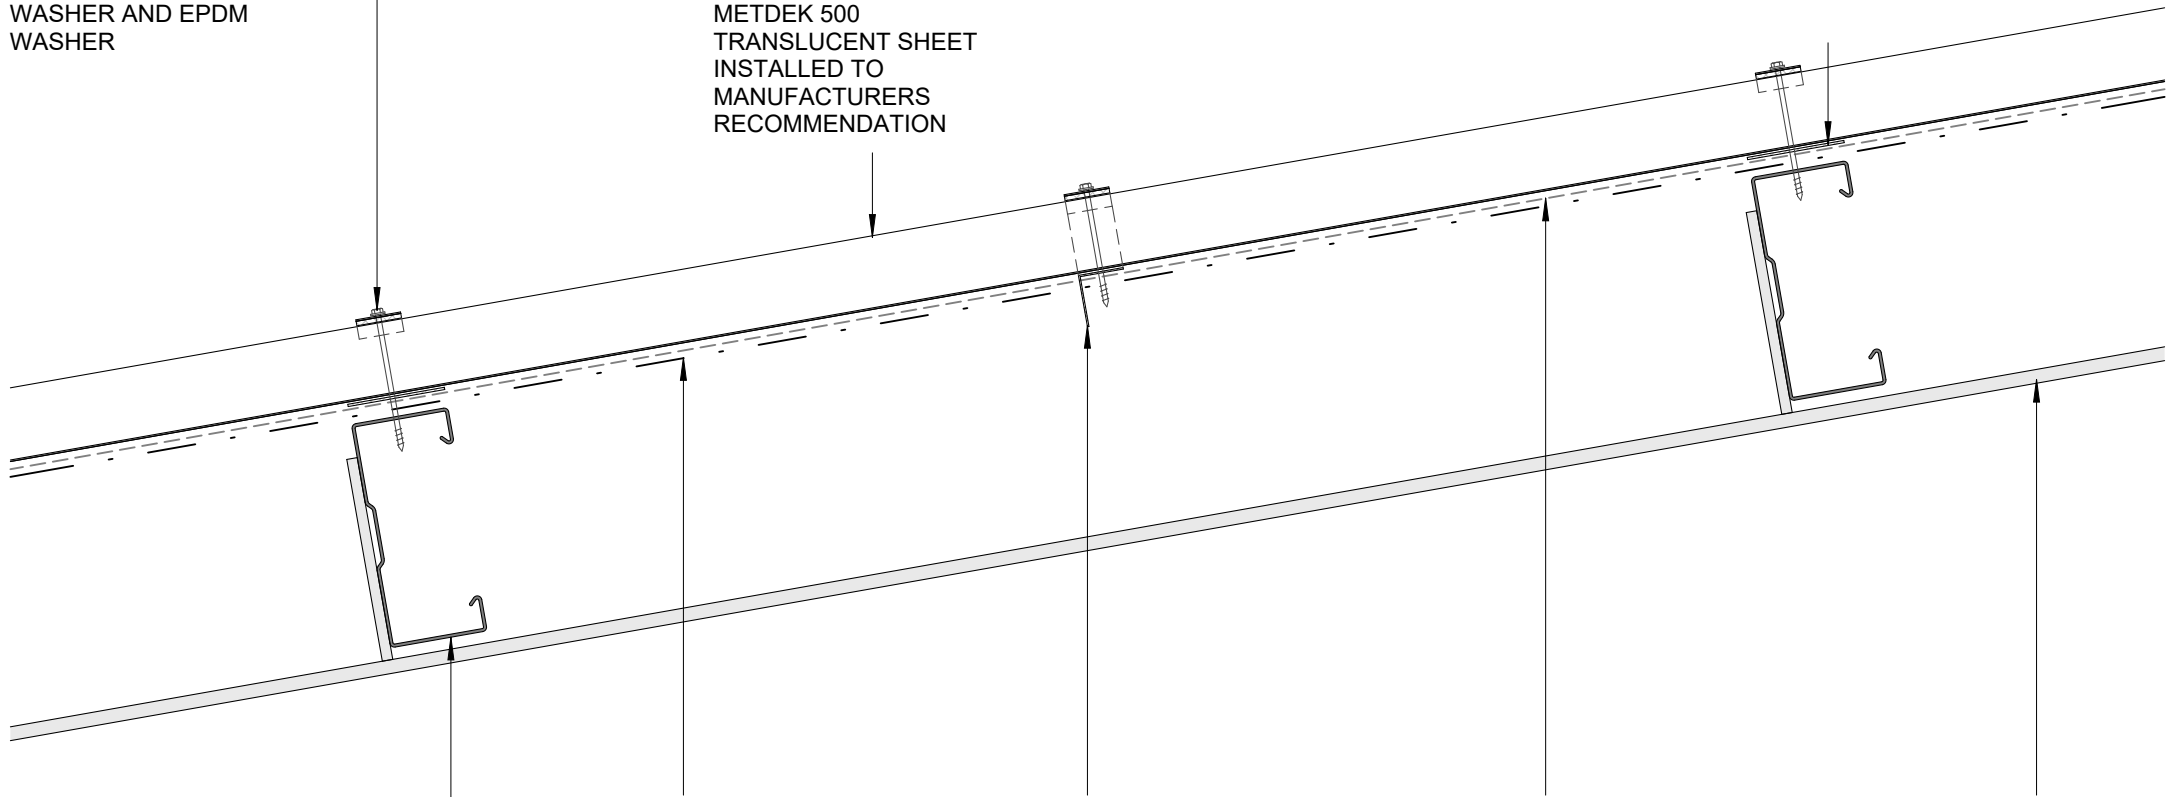 WASHER AND EPDM
WASHER
METDEK 500
TRANSLUCENT SHEET
INSTALLED TO
MANUFACTURERS
RECOMMENDATION